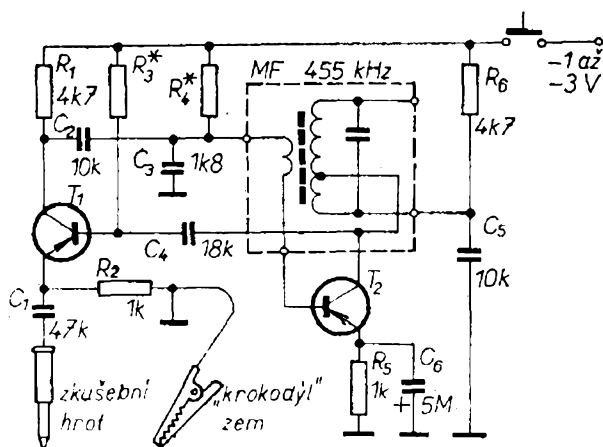 R1
4k7
R3*
R4*
MF 455 kHz
R6
4k7
-1 až
-3 V
C2
10k
C3
1k8
T1
C4
18k
C5
10k
T2
R2
1k
C1
47k
R5
1k
C6
+ 5M
zkušební
hrot
"krokodýl"
zem